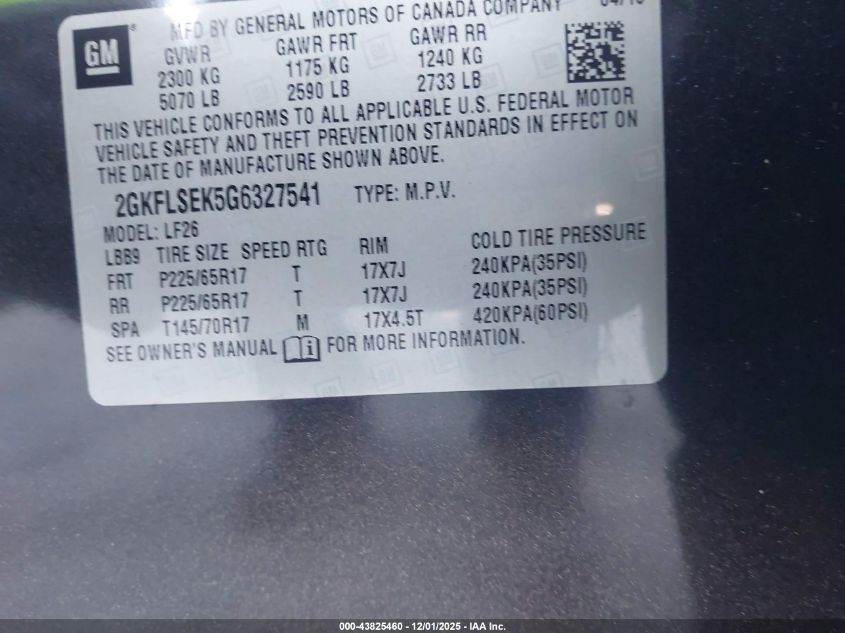 GM
®
MFD BY GENERAL MOTORS OF CANADA COMPANY
GVWR GAWR FRT GAWR RR
2300 KG 1175 KG 1240 KG
5070 LB 2590 LB 2733 LB
THIS VEHICLE CONFORMS TO ALL APPLICABLE U.S. FEDERAL MOTOR
VEHICLE SAFETY AND THEFT PREVENTION STANDARDS IN EFFECT ON
THE DATE OF MANUFACTURE SHOWN ABOVE.
2GKFLSEK5G6327541 TYPE: M.P.V.
MODEL: LF26
LBB9 TIRE SIZE SPEED RTG RIM COLD TIRE PRESSURE
FRT P225/65R17 T 17X7J 240KPA(35PSI)
RR P225/65R17 T 17X7J 240KPA(35PSI)
SPA T145/70R17 M 17X4.5T 420KPA(60PSI)
SEE OWNER'S MANUAL i FOR MORE INFORMATION.
000-43825460 - 12/01/2025 - IAA Inc.